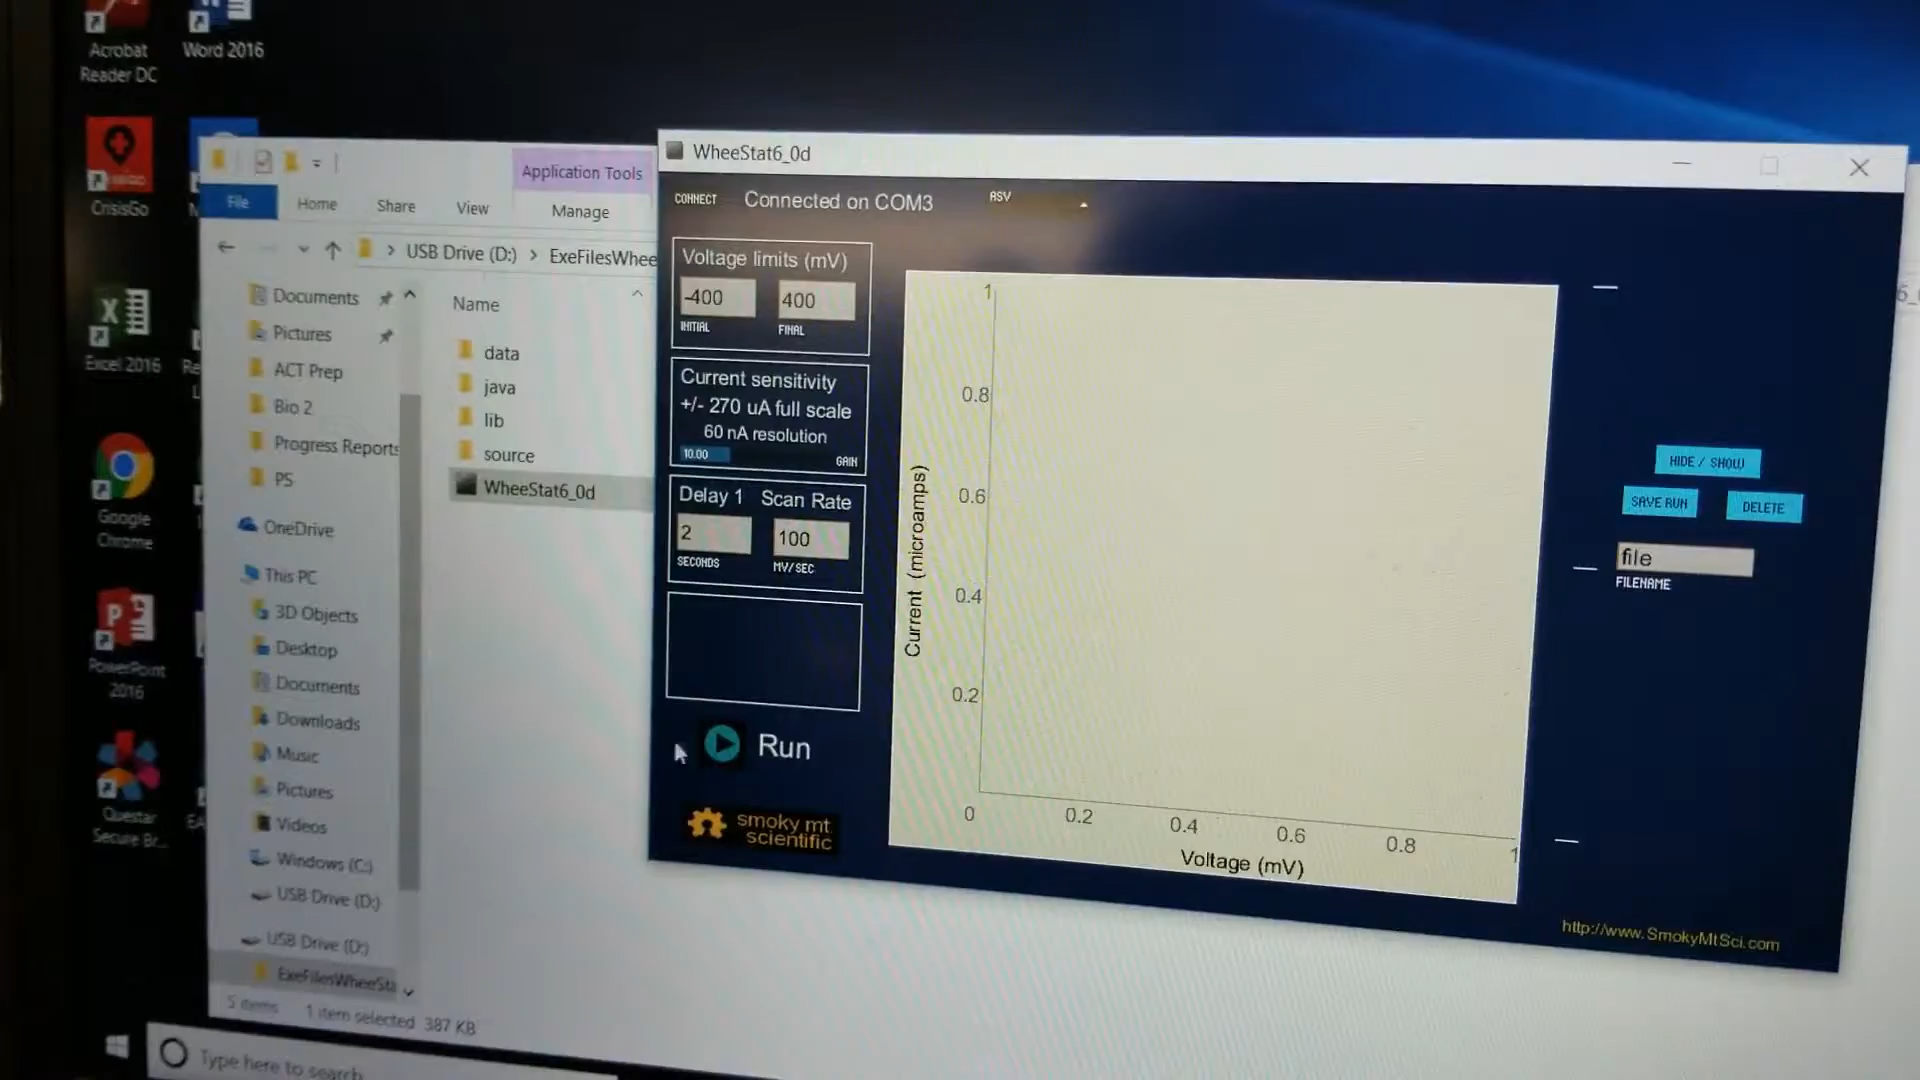 Acrobat
Reader DC
Word 2016
CrisisGo
Excel 2016
Google
Chrome
PowerPoint
2016
Questar
Secure Br...
Application Tools
File
Home
Share
View
Manage
USB Drive (D:)
ExeFilesWhee
Documents
Pictures
ACT Prep
Bio 2
Progress Reports
PS
OneDrive
This PC
3D Objects
Desktop
Documents
Downloads
Music
Pictures
Videos
Windows (C:)
USB Drive (D:)
USB Drive (D:)
ExeFilesWheeSta
Name
data
java
lib
source
WheeStat6_0d
5 items
1 item selected 387 KB
Type here to search
WheeStat6_0d
CONNECT
Connected on COM3
ASV
Voltage limits (mV)
-400
400
INITIAL
FINAL
Current sensitivity
+/- 270 uA full scale
60 nA resolution
10.00
GAIN
Delay 1
Scan Rate
2
100
SECONDS
MV/SEC
Run
smoky mt
scientific
1
0.8
0.6
0.4
0.2
0
0.2
0.4
0.6
0.8
1
Current (microamps)
Voltage (mV)
HIDE / SHOW
SAVE RUN
DELETE
file
FILENAME
http://www.SmokyMtSci.com